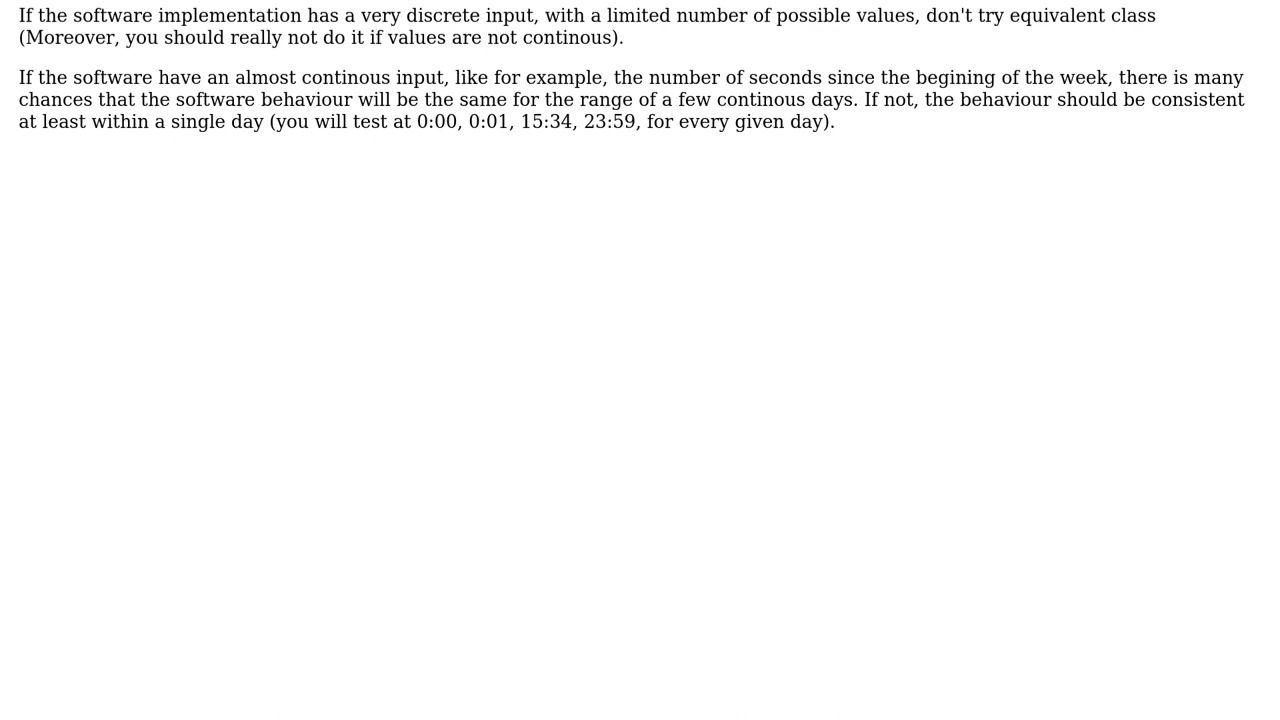 If the software implementation has a very discrete input, with a limited number of possible values, don't try equivalent class
(Moreover, you should really not do it if values are not continous).
If the software have an almost continous input, like for example, the number of seconds since the begining of the week, there is many
chances that the software behaviour will be the same for the range of a few continous days. If not, the behaviour should be consistent
at least within a single day (you will test at 0:00, 0:01, 15:34, 23:59, for every given day).